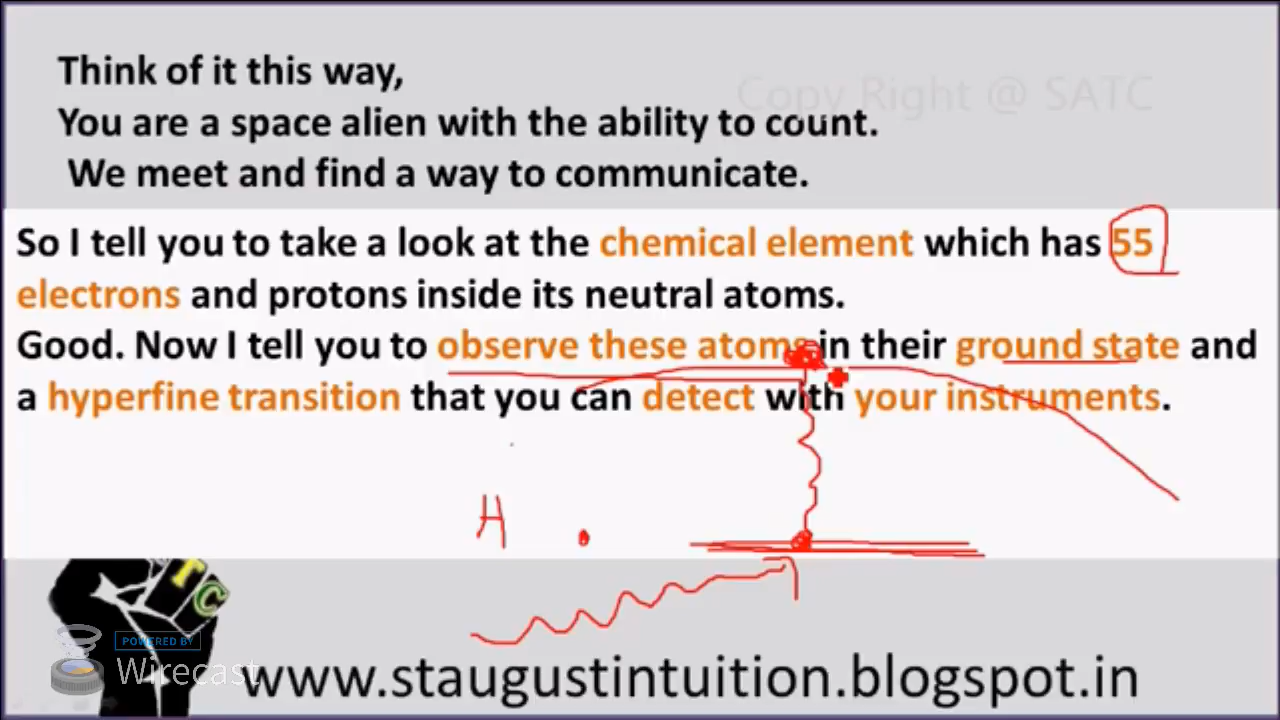 Think of it this way,
Copy Right @ SATC
You are a space alien with the ability to count.
We meet and find a way to communicate.
So I tell you to take a look at the chemical element which has 55
electrons and protons inside its neutral atoms.
Good. Now I tell you to observe these atoms in their ground state and
a hyperfine transition that you can detect with your instruments.
H
T
C
POWERED BY
Wirecast
www.staugustintuition.blogspot.in